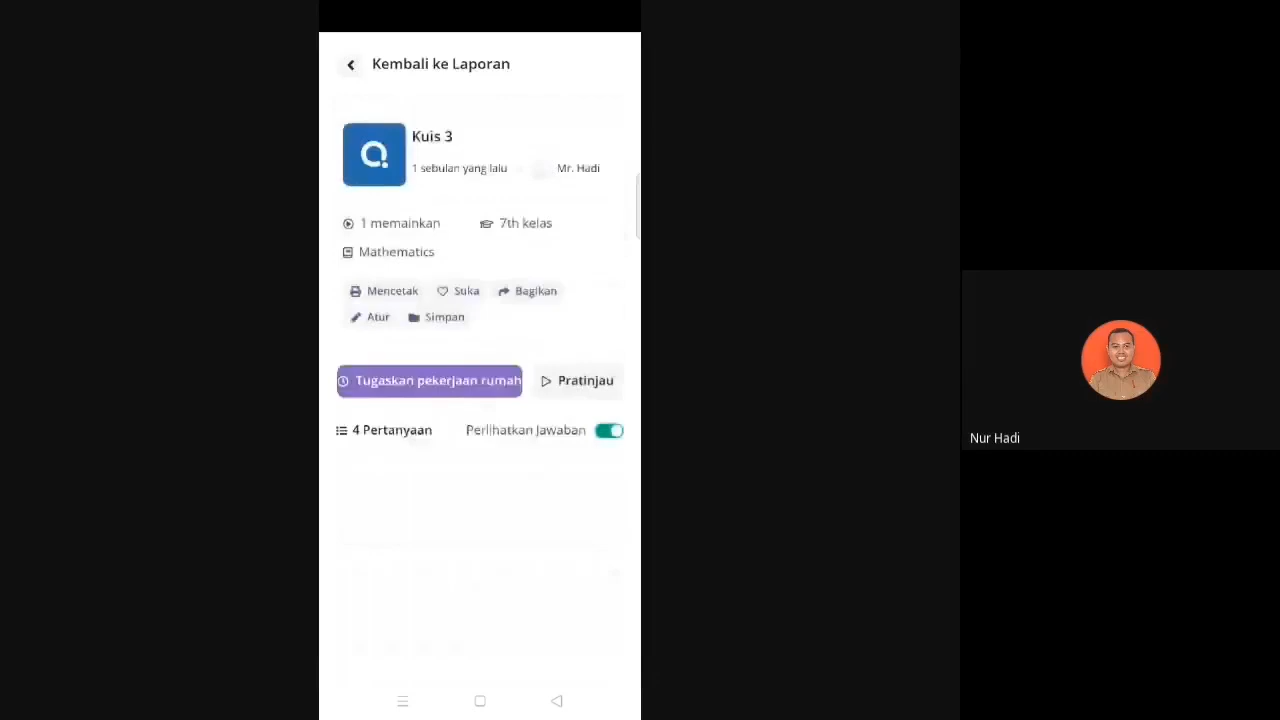 Kembali ke Laporan
Kuis 3
1 sebulan yang lalu
Mr. Hadi
1 memainkan
7th kelas
Mathematics
Mencetak
Suka
Bagikan
Atur
Simpan
Tugaskan pekerjaan rumah
Pratinjau
4 Pertanyaan
Perlihatkan Jawaban
Nur Hadi